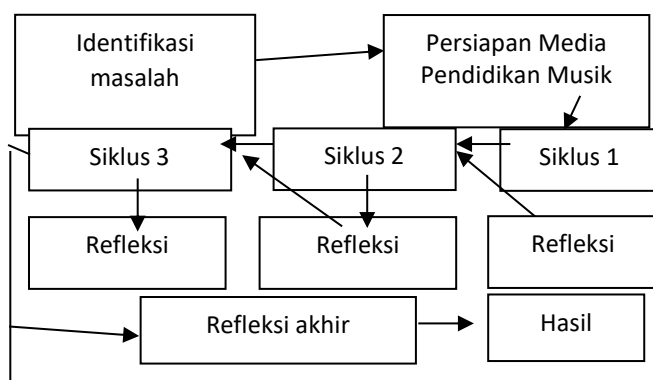 Identifikasi
masalah
Persiapan Media
Pendidikan Musik
Siklus 3
Siklus 2
Siklus 1
Refleksi
Refleksi
Refleksi
Refleksi akhir
Hasil